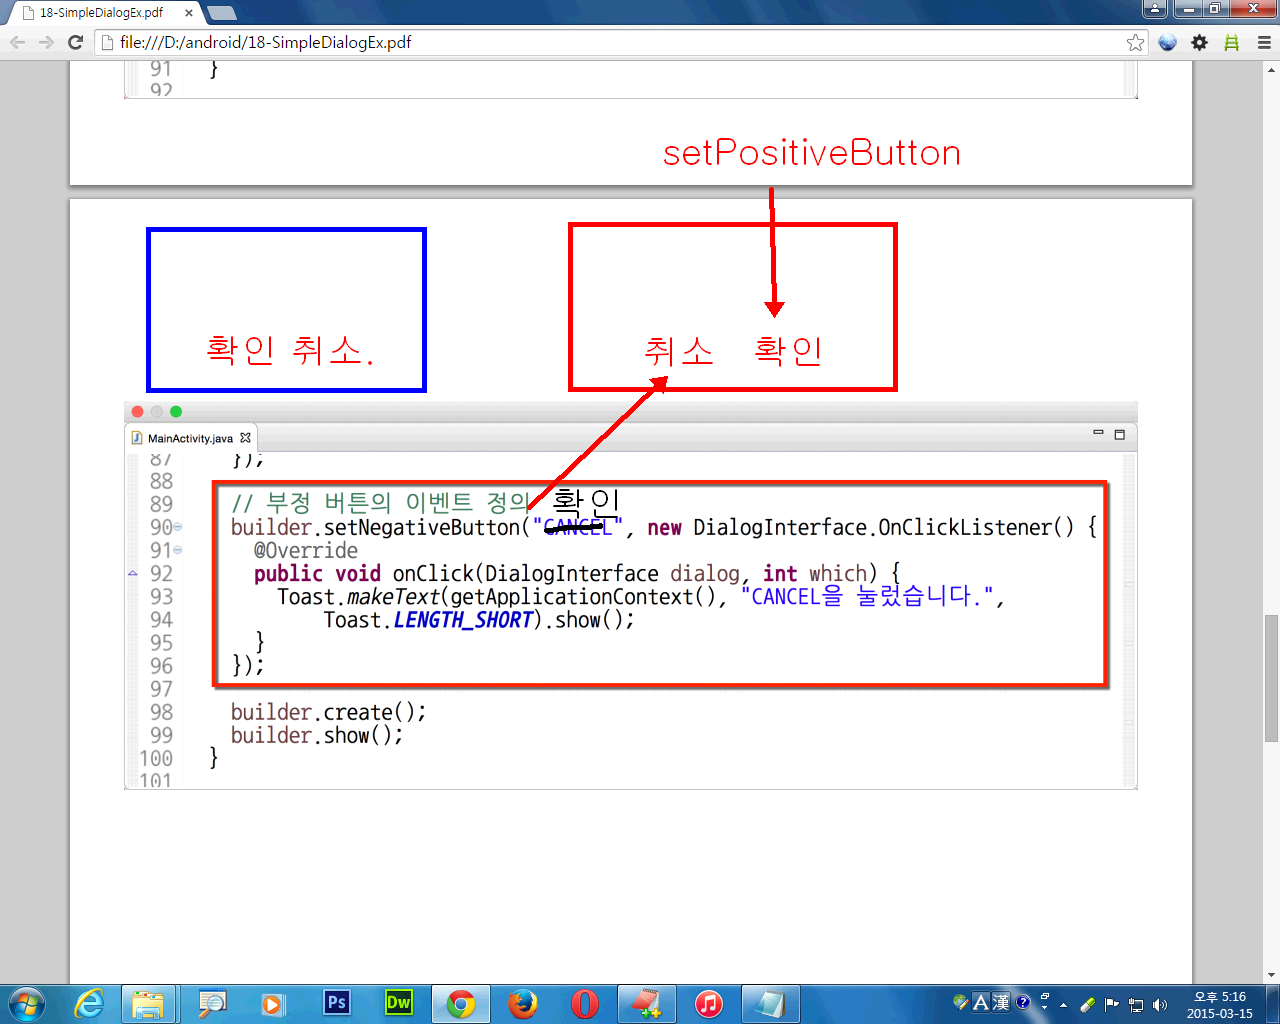 18-SimpleDialogEx.pdf
file:///D:/android/18-SimpleDialogEx.pdf
91 }
92
setPositiveButton
확인 취소.
취소 확인
MainActivity.java
87 });
88
89 // 부정 버튼의 이벤트 정의 확인
90 builder.setNegativeButton("CANCEL", new DialogInterface.OnClickListener() {
91 @Override
92 public void onClick(DialogInterface dialog, int which) {
93 Toast.makeText(getApplicationContext(), "CANCEL을 눌렀습니다.",
94 Toast.LENGTH_SHORT).show();
95 }
96 });
97
98 builder.create();
99 builder.show();
100 }
101
Ps Dw A 漢 오후 5:16
2015-03-15